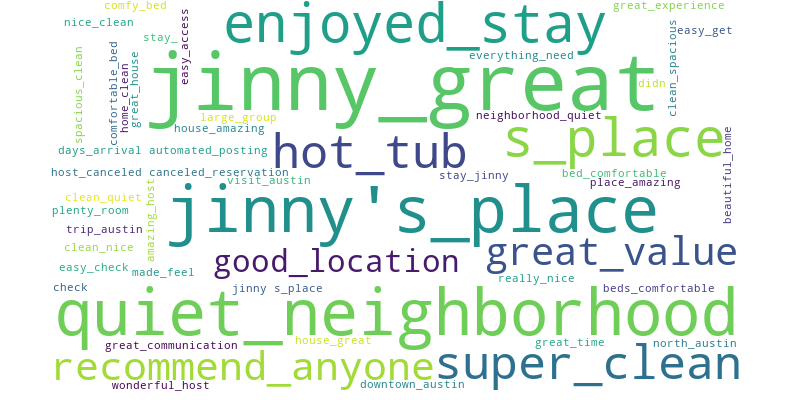 comfy_bed
great_experience
enjoyed_stay
nice_clean
easy_access
easy_get
stay_
everything_need
spacious_clean
comfortable_bed
home_clean
great_house
jinny_great
clean_spacious
didn
large_group
neighborhood_quiet
house_amazing
s_place
hot_tub
days_arrival automated_posting
beautiful_home
host_canceled canceled_reservation
stay_jinny
bed_comfortable
visit_austin
place_amazing
clean_quiet
amazing_host
jinny's_place
plenty_room
trip_austin
clean_nice
good_location
great_value
easy_check
made_feel
really_nice
check
jinny s_place
beds_comfortable
quiet_neighborhood
great_communication
house_great
great_time
north_austin
recommend_anyone
super_clean
wonderful_host
downtown_austin